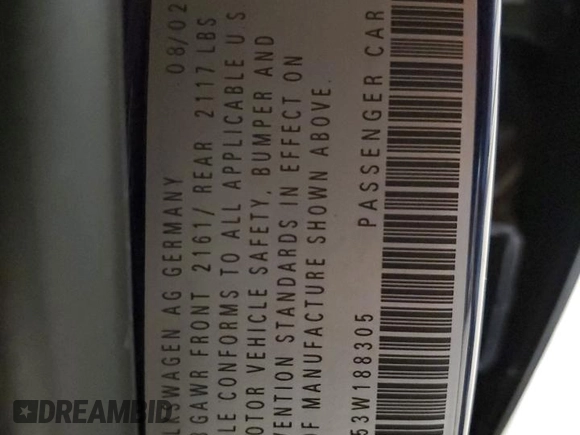 LKSWAGEN AG GERMANY 08/02
GAWR FRONT 2161/ REAR 2117 LBS
LE CONFORMS TO ALL APPLICABLE U.S
OTOR VEHICLE SAFETY, BUMPER AND
VENTION STANDARDS IN EFFECT ON
OF MANUFACTURE SHOWN ABOVE.
53W188305 PASSENGER CAR
DREAMBID